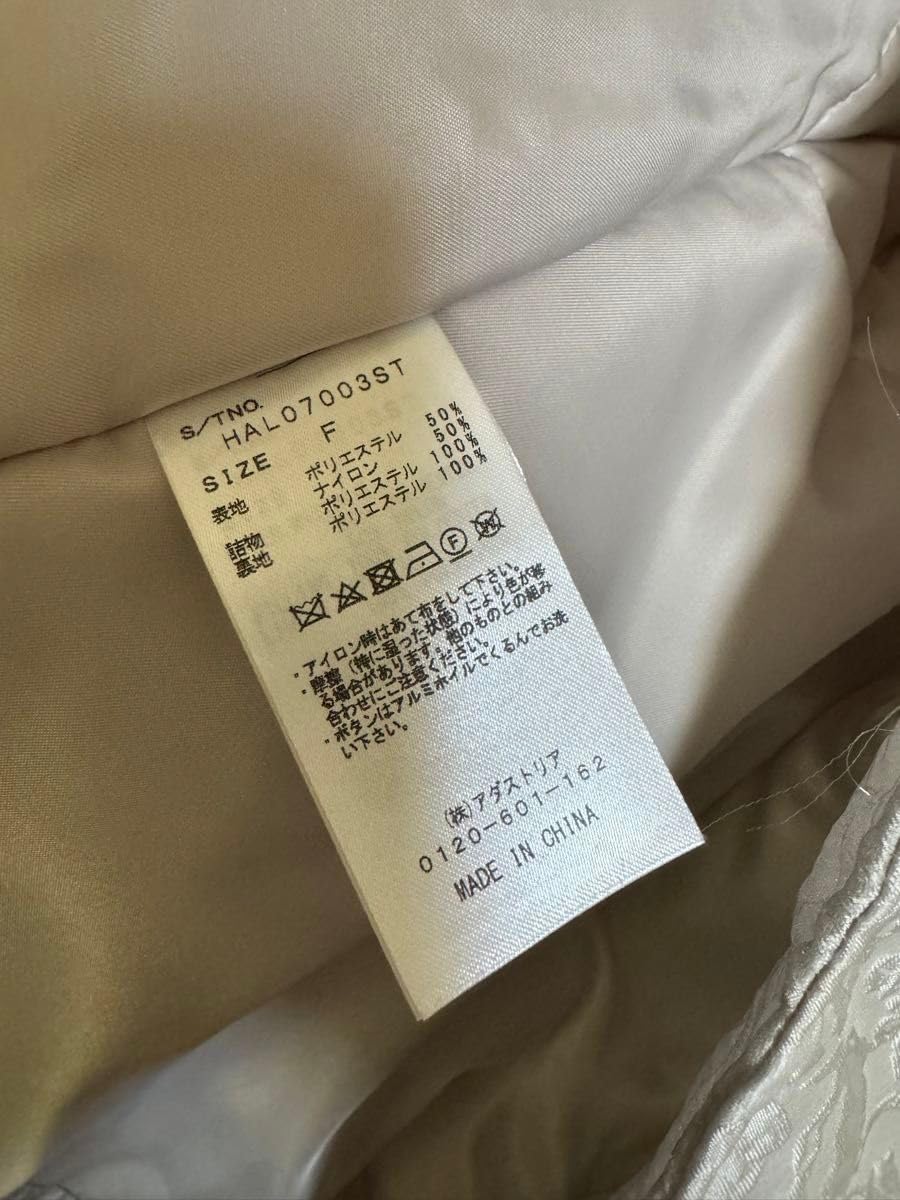 S/TNO.
HAL07003ST
SIZE F
表地 ポリエステル 50%
ナイロン 50%
詰物 ポリエステル 100%
裏地 ポリエステル 100%
F
W
・アイロン時はあて布をして下さい。
・摩擦(特に湿った状態)により色が移
る場合があります。他のものとの組み
合わせにご注意ください。
・ボタンはアルミホイルでくるんでお洗
い下さい。
(株)アダストリア
0120-601-162
MADE IN CHINA